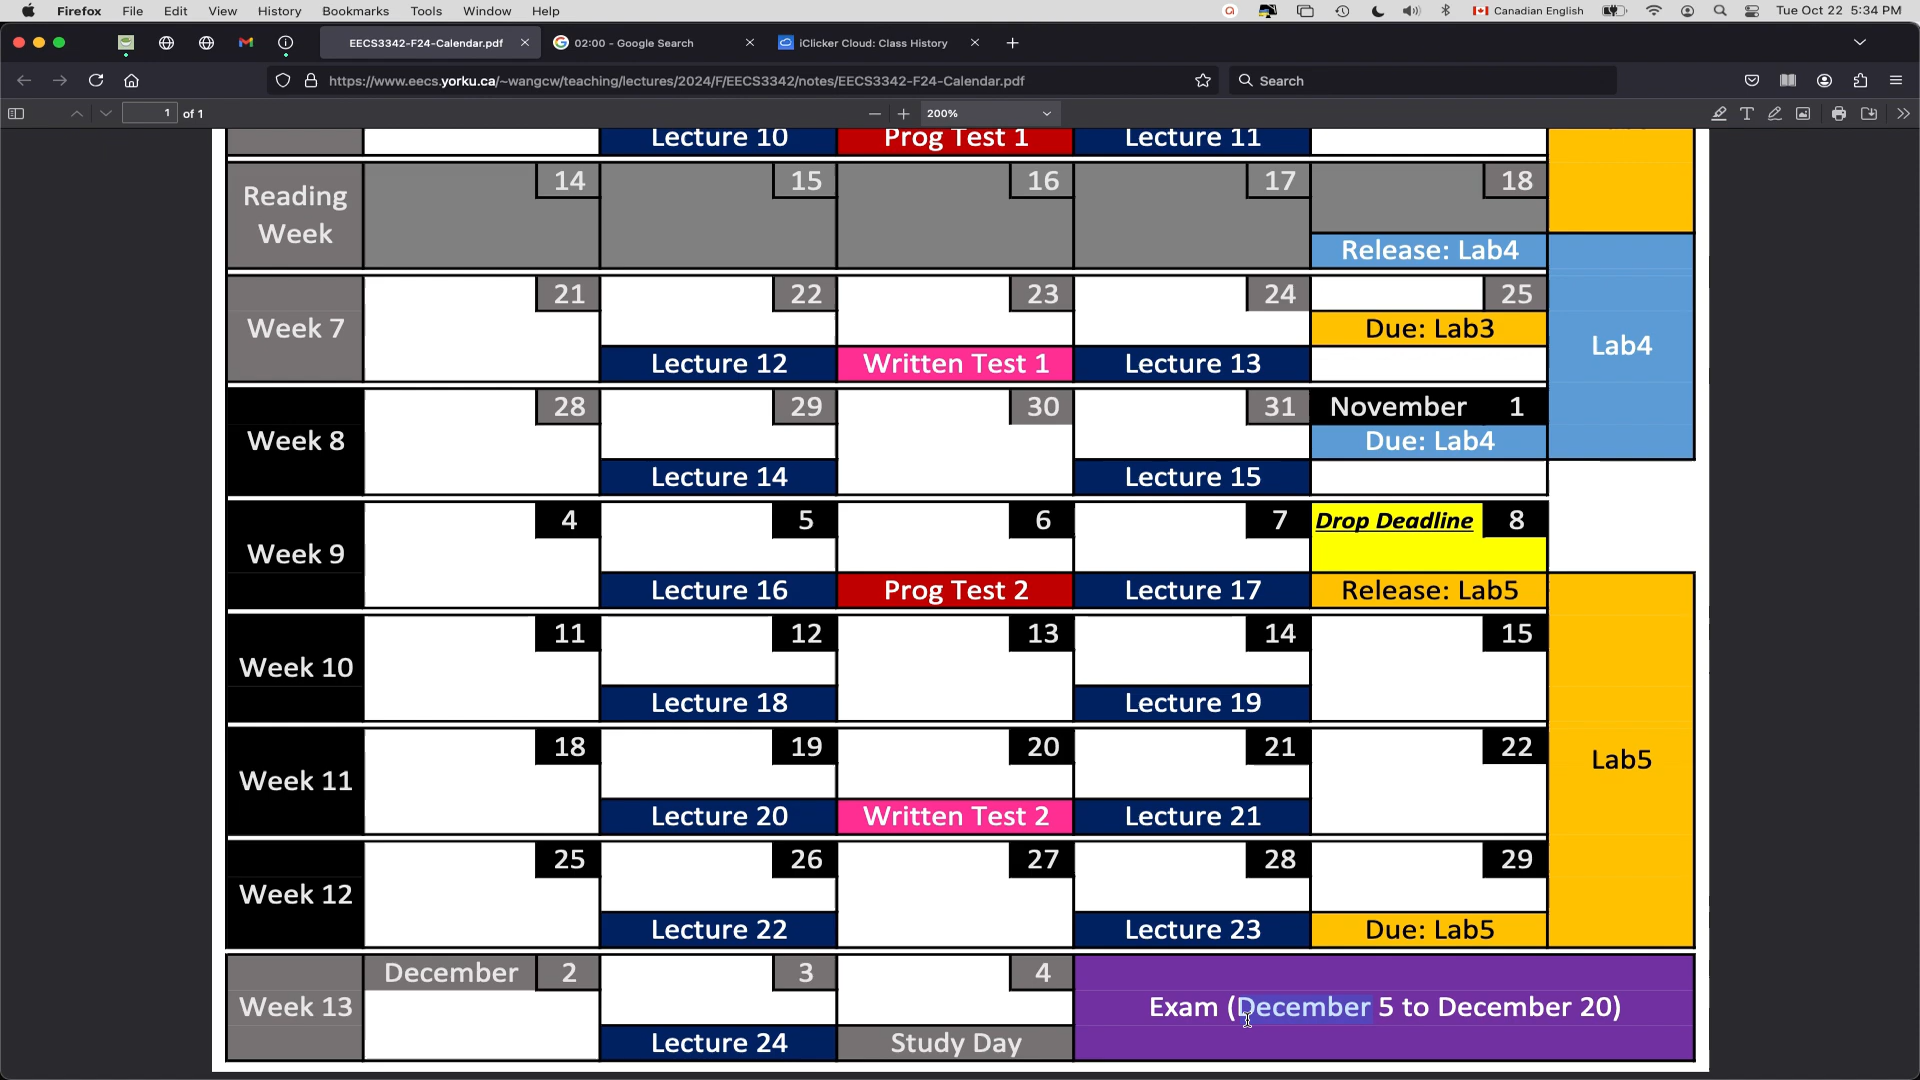 Firefox File Edit View History Bookmarks Tools Window Help Canadian English Tue Oct 22 5:34 PM
EECS3342-F24-Calendar.pdf 02:00 - Google Search iClicker Cloud: Class History
https://www.eecs.yorku.ca/~wangcw/teaching/lectures/2024/F/EECS3342/notes/EECS3342-F24-Calendar.pdf Search
1 of 1 200%
Lecture 10 Prog Test 1 Lecture 11
Reading Week
14 15 16 17 18
Release: Lab4
Week 7
21 22 23 24 25
Due: Lab3
Lecture 12 Written Test 1 Lecture 13
Lab4
Week 8
28 29 30 31 November 1
Due: Lab4
Lecture 14 Lecture 15
Week 9
4 5 6 7 Drop Deadline 8
Lecture 16 Prog Test 2 Lecture 17 Release: Lab5
Week 10
11 12 13 14 15
Lecture 18 Lecture 19
Week 11
18 19 20 21 22
Lecture 20 Written Test 2 Lecture 21
Lab5
Week 12
25 26 27 28 29
Lecture 22 Lecture 23 Due: Lab5
Week 13
December 2 3 4
Exam (December 5 to December 20)
Lecture 24 Study Day